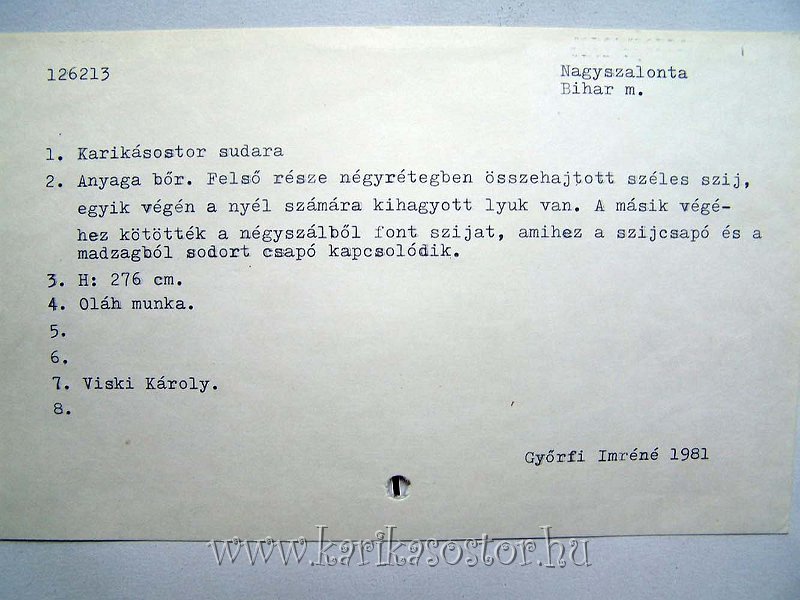 126213
Nagyszalonta
Bihar m.
1. Karikásostor sudara
2. Anyaga bőr. Felső része négyrétegben összehajtott széles szij,
egyik végén a nyél számára kihagyott lyuk van. A másik végé-
hez kötötték a négyszálből font szijat, amihez a szijcsapó és a
madzagból sodort csapó kapcsolódik.
3. H: 276 cm.
4. Oláh munka.
5.
6.
7. Viski Károly.
8.
Győrfi Imréné 1981
www.karikasostor.hu